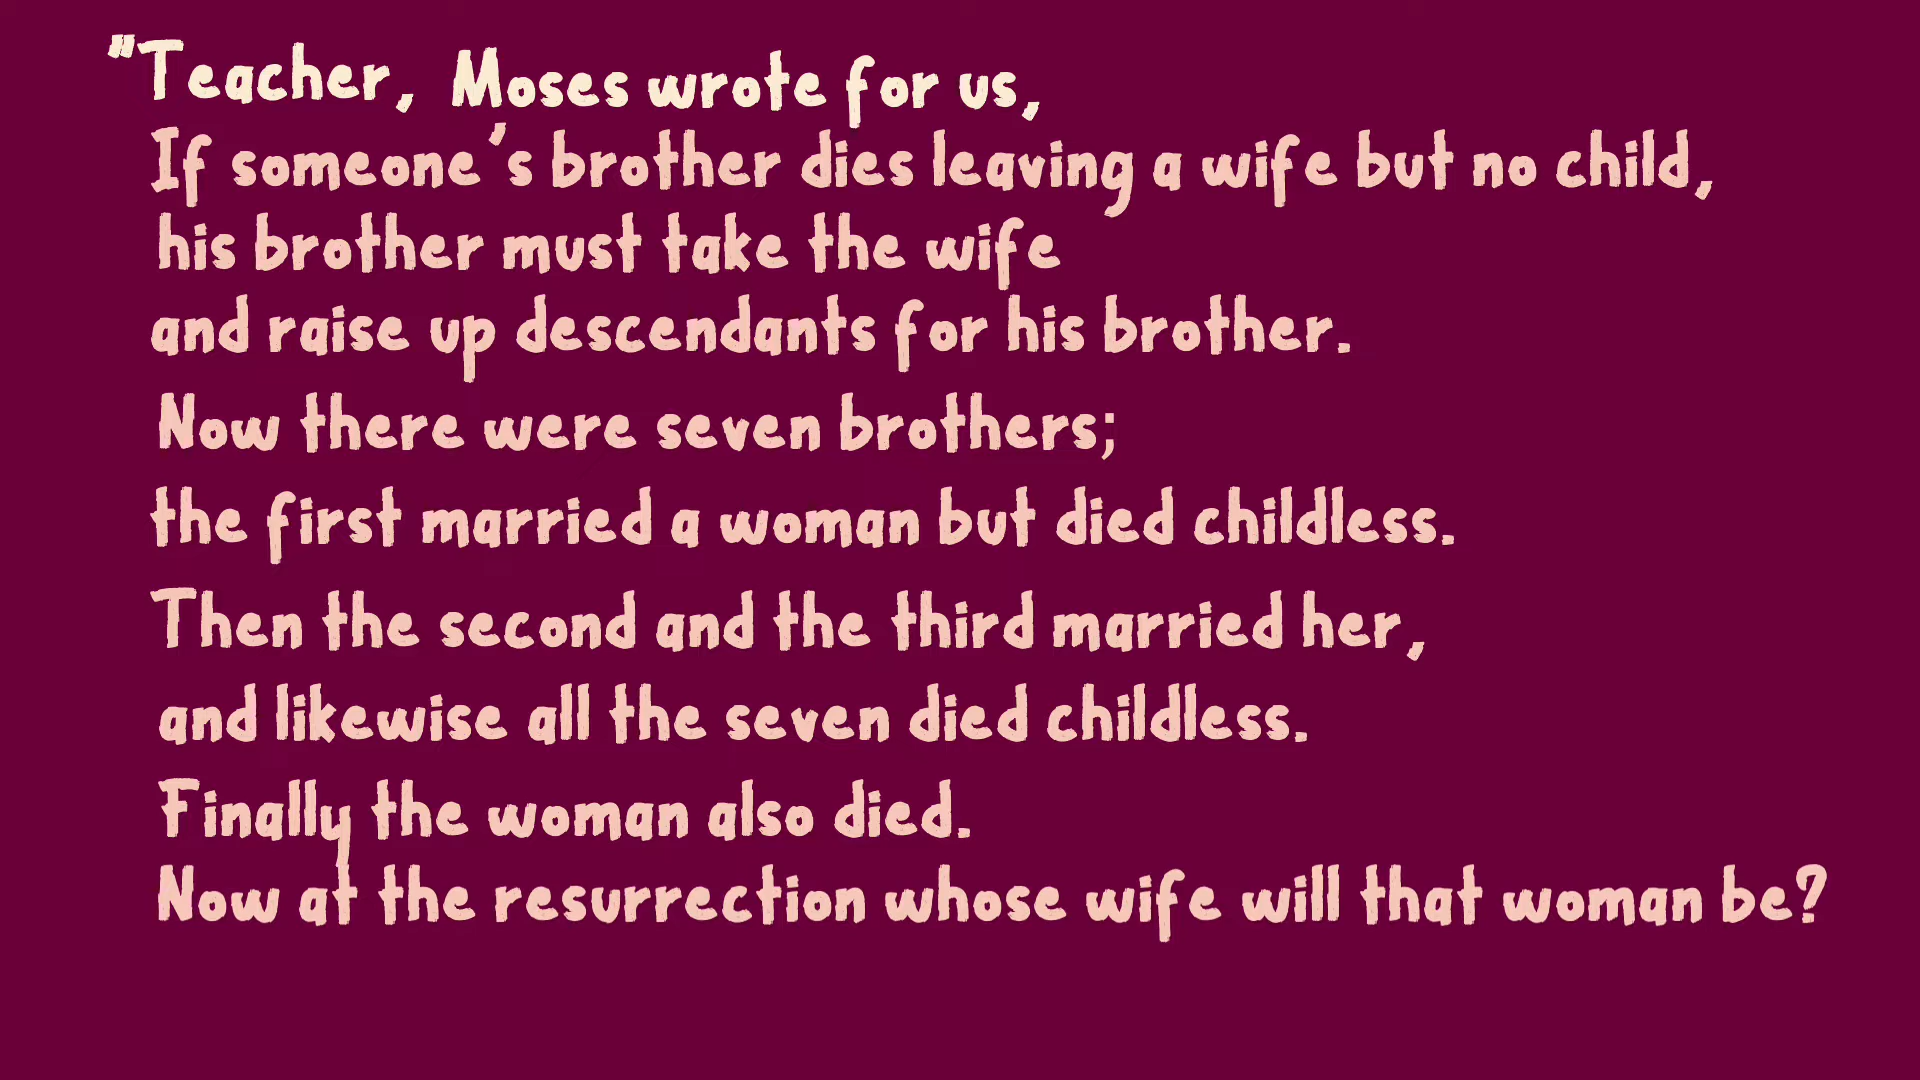 "Teacher, Moses wrote for us,
If someone's brother dies leaving a wife but no child,
his brother must take the wife
and raise up descendants for his brother.
Now there were seven brothers;
the first married a woman but died childless.
Then the second and the third married her,
and likewise all the seven died childless.
Finally the woman also died.
Now at the resurrection whose wife will that woman be?